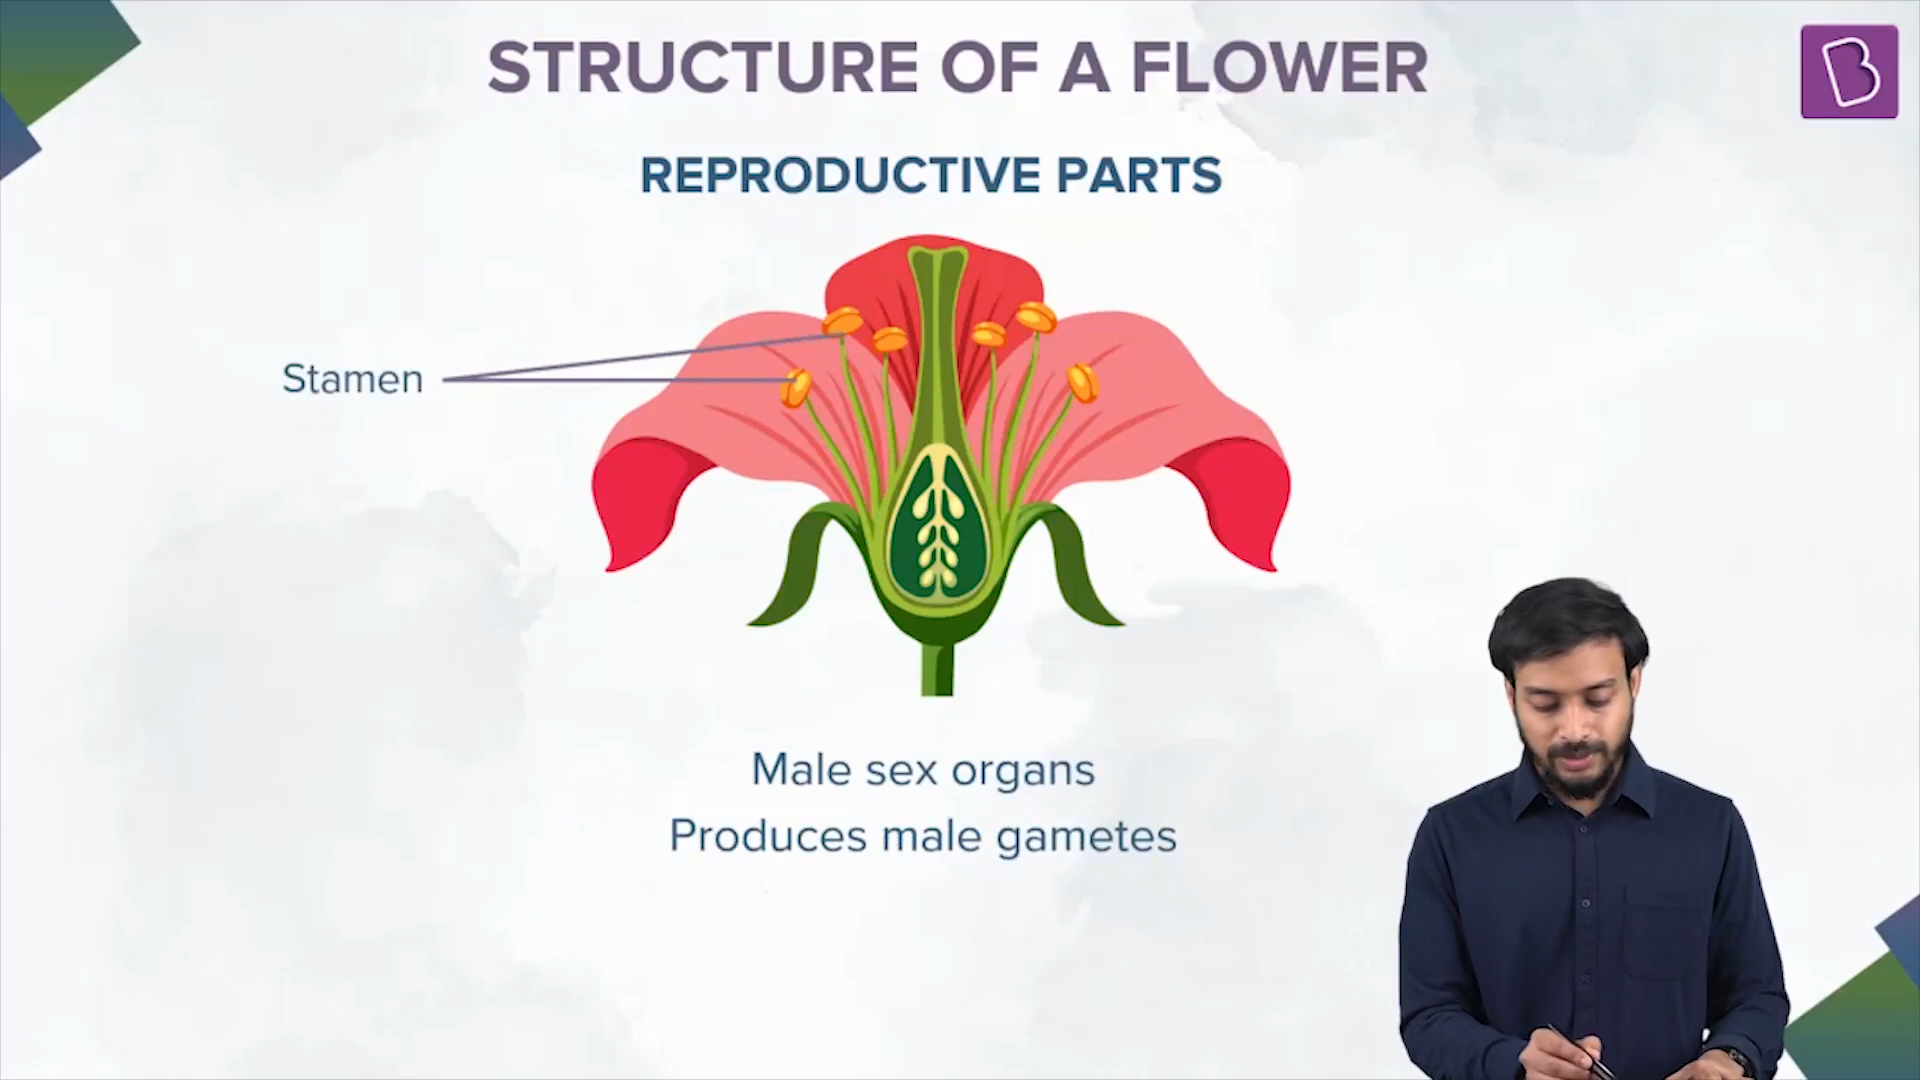 STRUCTURE OF A FLOWER
REPRODUCTIVE PARTS
Stamen
Male sex organs
Produces male gametes